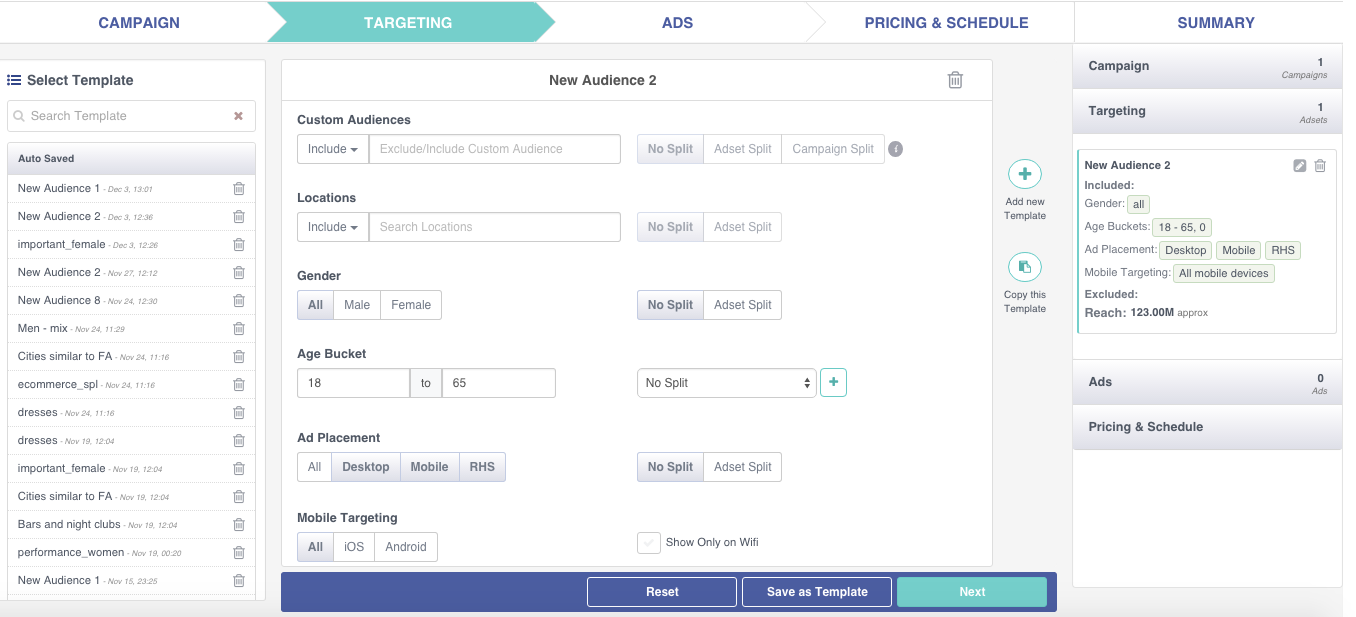 CAMPAIGN
TARGETING
ADS
PRICING & SCHEDULE
SUMMARY
Select Template
Search Template
Auto Saved
New Audience 1 - Dec 3, 13:01
New Audience 2 - Dec 3, 12:36
important_female - Dec 3, 12:26
New Audience 2 - Nov 27, 12:12
New Audience 8 - Nov 24, 12:30
Men - mix - Nov 24, 11:29
Cities similar to FA - Nov 24, 11:16
ecommerce_spl - Nov 24, 11:16
dresses - Nov 24, 11:16
dresses - Nov 19, 12:04
important_female - Nov 19, 12:04
Cities similar to FA - Nov 19, 12:04
Bars and night clubs - Nov 19, 12:04
performance_women - Nov 19, 00:20
New Audience 1 - Nov 15, 23:25
New Audience 2
Custom Audiences
Include Exclude/Include Custom Audience No Split Adset Split Campaign Split i
Locations
Include Search Locations No Split Adset Split
Gender
All Male Female No Split Adset Split
Age Bucket
18 to 65 No Split +
Ad Placement
All Desktop Mobile RHS No Split Adset Split
Mobile Targeting
All iOS Android Show Only on Wifi
Reset Save as Template Next
Add new
Template
Copy this
Template
Campaign 1
Campaigns
Targeting 1
Adsets
New Audience 2
Included:
Gender: all
Age Buckets: 18 - 65, 0
Ad Placement: Desktop Mobile RHS
Mobile Targeting: All mobile devices
Excluded:
Reach: 123.00M approx
Ads 0
Ads
Pricing & Schedule